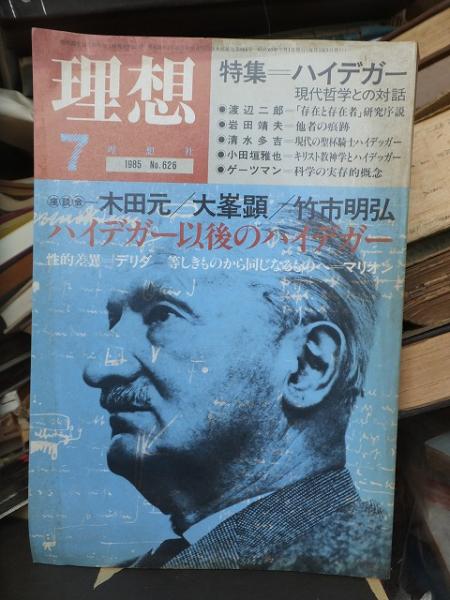 理想
7
理想社
1985 No.626
特集＝ハイデガー
現代哲学との対話
●渡辺二郎＝「存在と存在者」研究序説
●岩田靖夫＝他者の痕跡
●清水多吉＝現代の聖杯騎士ハイデッガー
●小田垣雅也＝キリスト教神学とハイデッガー
●ゲーツマン＝科学の実存的概念
座談会─木田元／大峯顕／竹市明弘
ハイデガー以後のハイデガー
性的差異─デリダ 等しきものから同じなるものへ─マリオン